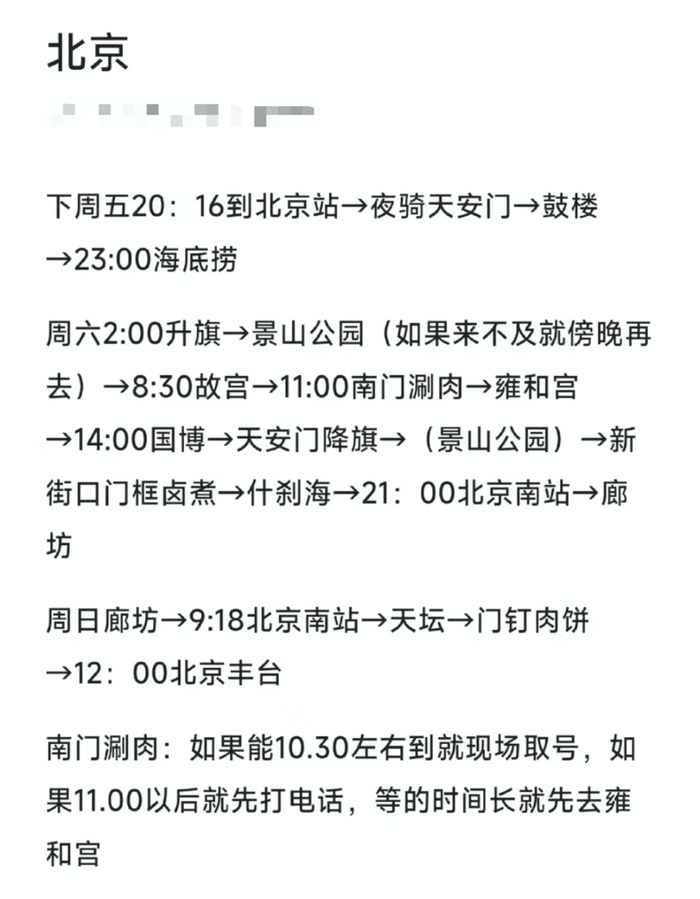 北京
下周五20：16到北京站→夜骑天安门→鼓楼
→23:00海底捞
周六2:00升旗→景山公园（如果来不及就傍晚再
去）→8:30故宫→11:00南门涮肉→雍和宫
→14:00国博→天安门降旗→（景山公园）→新
街口门框卤煮→什刹海→21：00北京南站→廊
坊
周日廊坊→9:18北京南站→天坛→门钉肉饼
→12：00北京丰台
南门涮肉：如果能10.30左右到就现场取号，如
果11.00以后就先打电话，等的时间长就先去雍
和宫